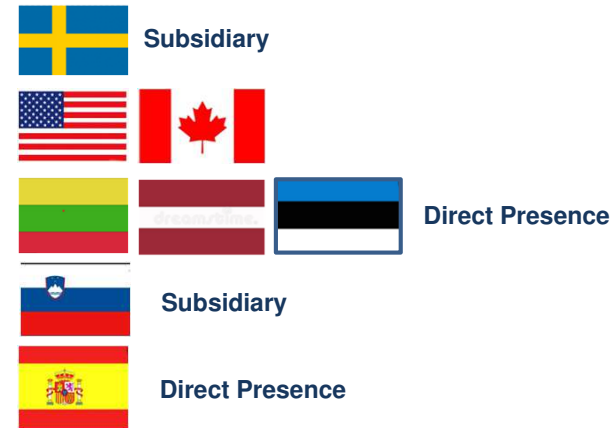 Subsidiary
dreamstime.
Direct Presence
Subsidiary
Direct Presence